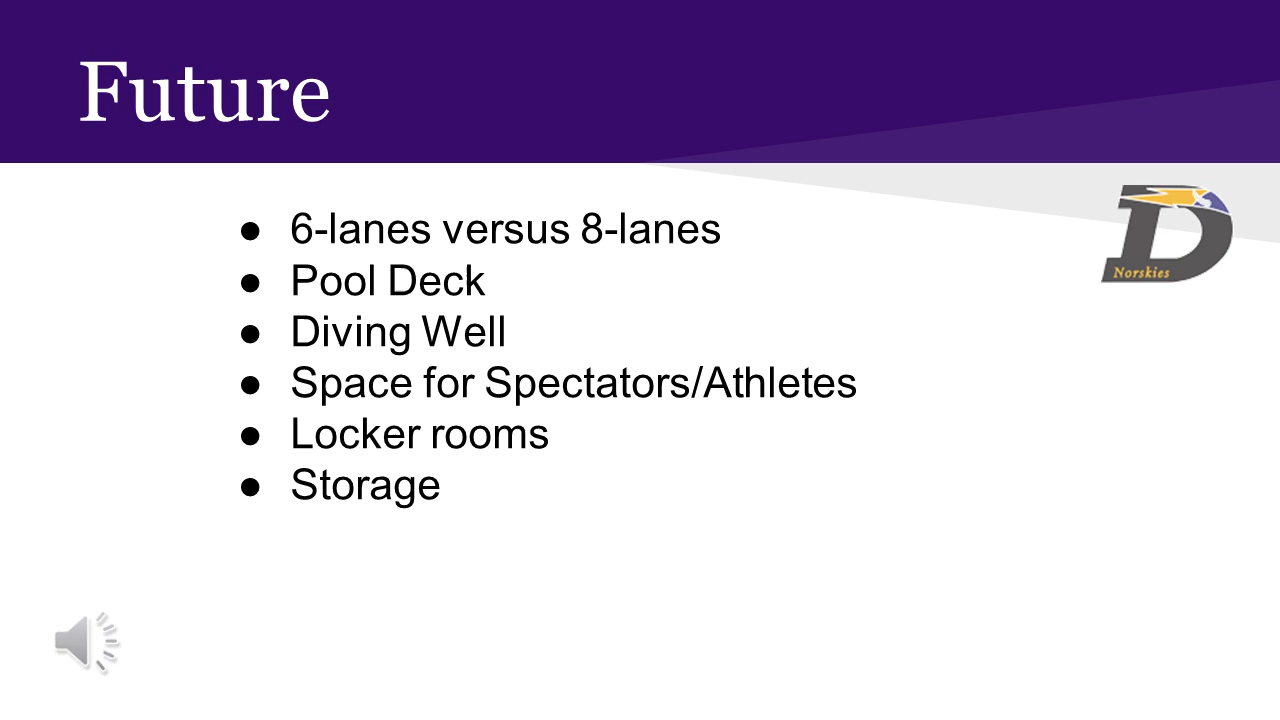 Future
● 6-lanes versus 8-lanes
● Pool Deck
● Diving Well
● Space for Spectators/Athletes
● Locker rooms
● Storage
D
Norskies